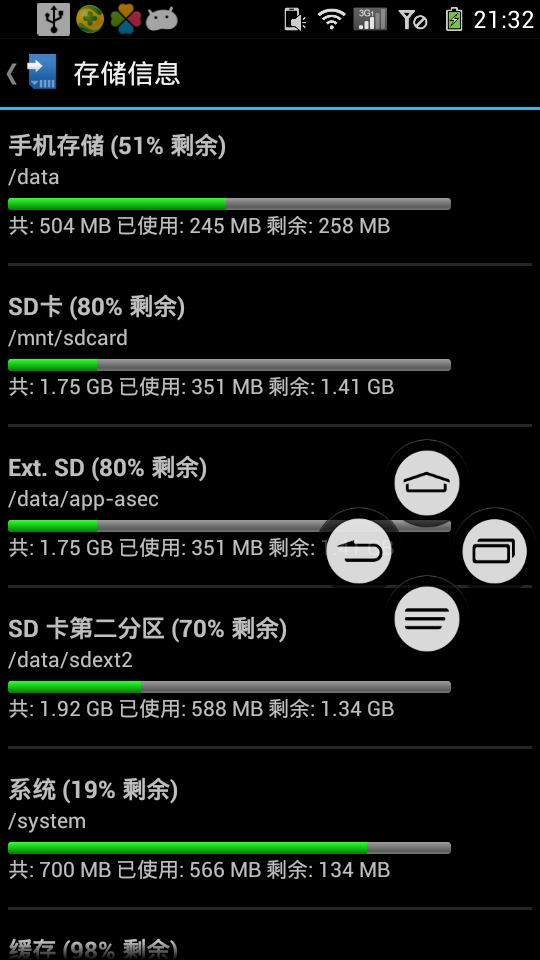 3G
21:32
存储信息
手机存储 (51% 剩余)
/data
共: 504 MB 已使用: 245 MB 剩余: 258 MB
SD卡 (80% 剩余)
/mnt/sdcard
共: 1.75 GB 已使用: 351 MB 剩余: 1.41 GB
Ext. SD (80% 剩余)
/data/app-asec
共: 1.75 GB 已使用: 351 MB 剩余: 1.41 GB
SD 卡第二分区 (70% 剩余)
/data/sdext2
共: 1.92 GB 已使用: 588 MB 剩余: 1.34 GB
系统 (19% 剩余)
/system
共: 700 MB 已使用: 566 MB 剩余: 134 MB
缓存 (98% 剩余)